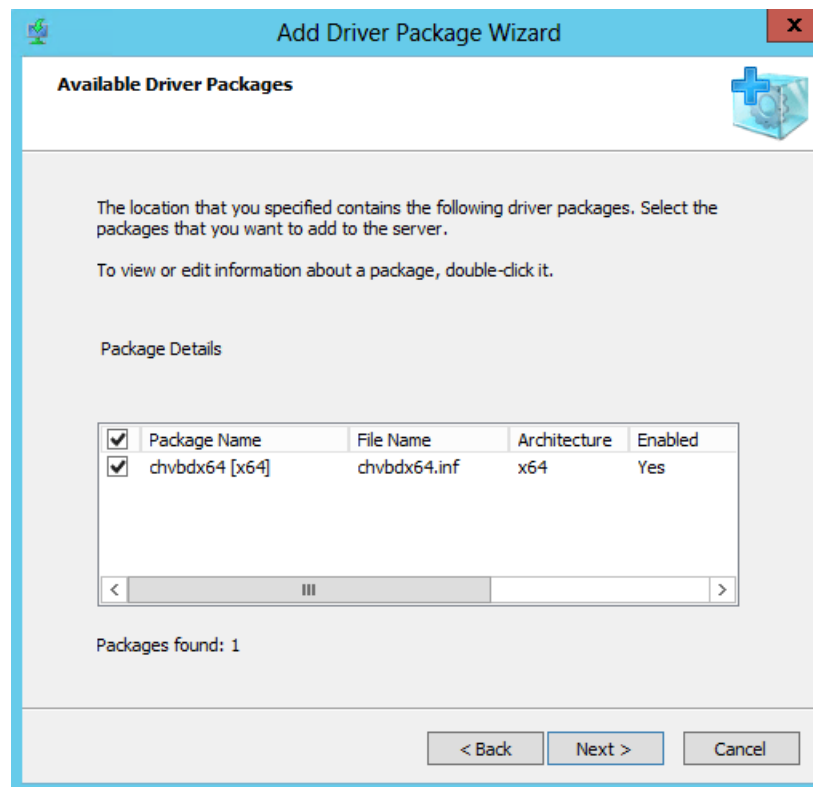 Add Driver Package Wizard
x
Available Driver Packages
The location that you specified contains the following driver packages. Select the
packages that you want to add to the server.
To view or edit information about a package, double-click it.
Package Details
Package Name File Name Architecture Enabled
chvbdx64 [x64] chvbdx64.inf x64 Yes
Packages found: 1
< Back Next > Cancel